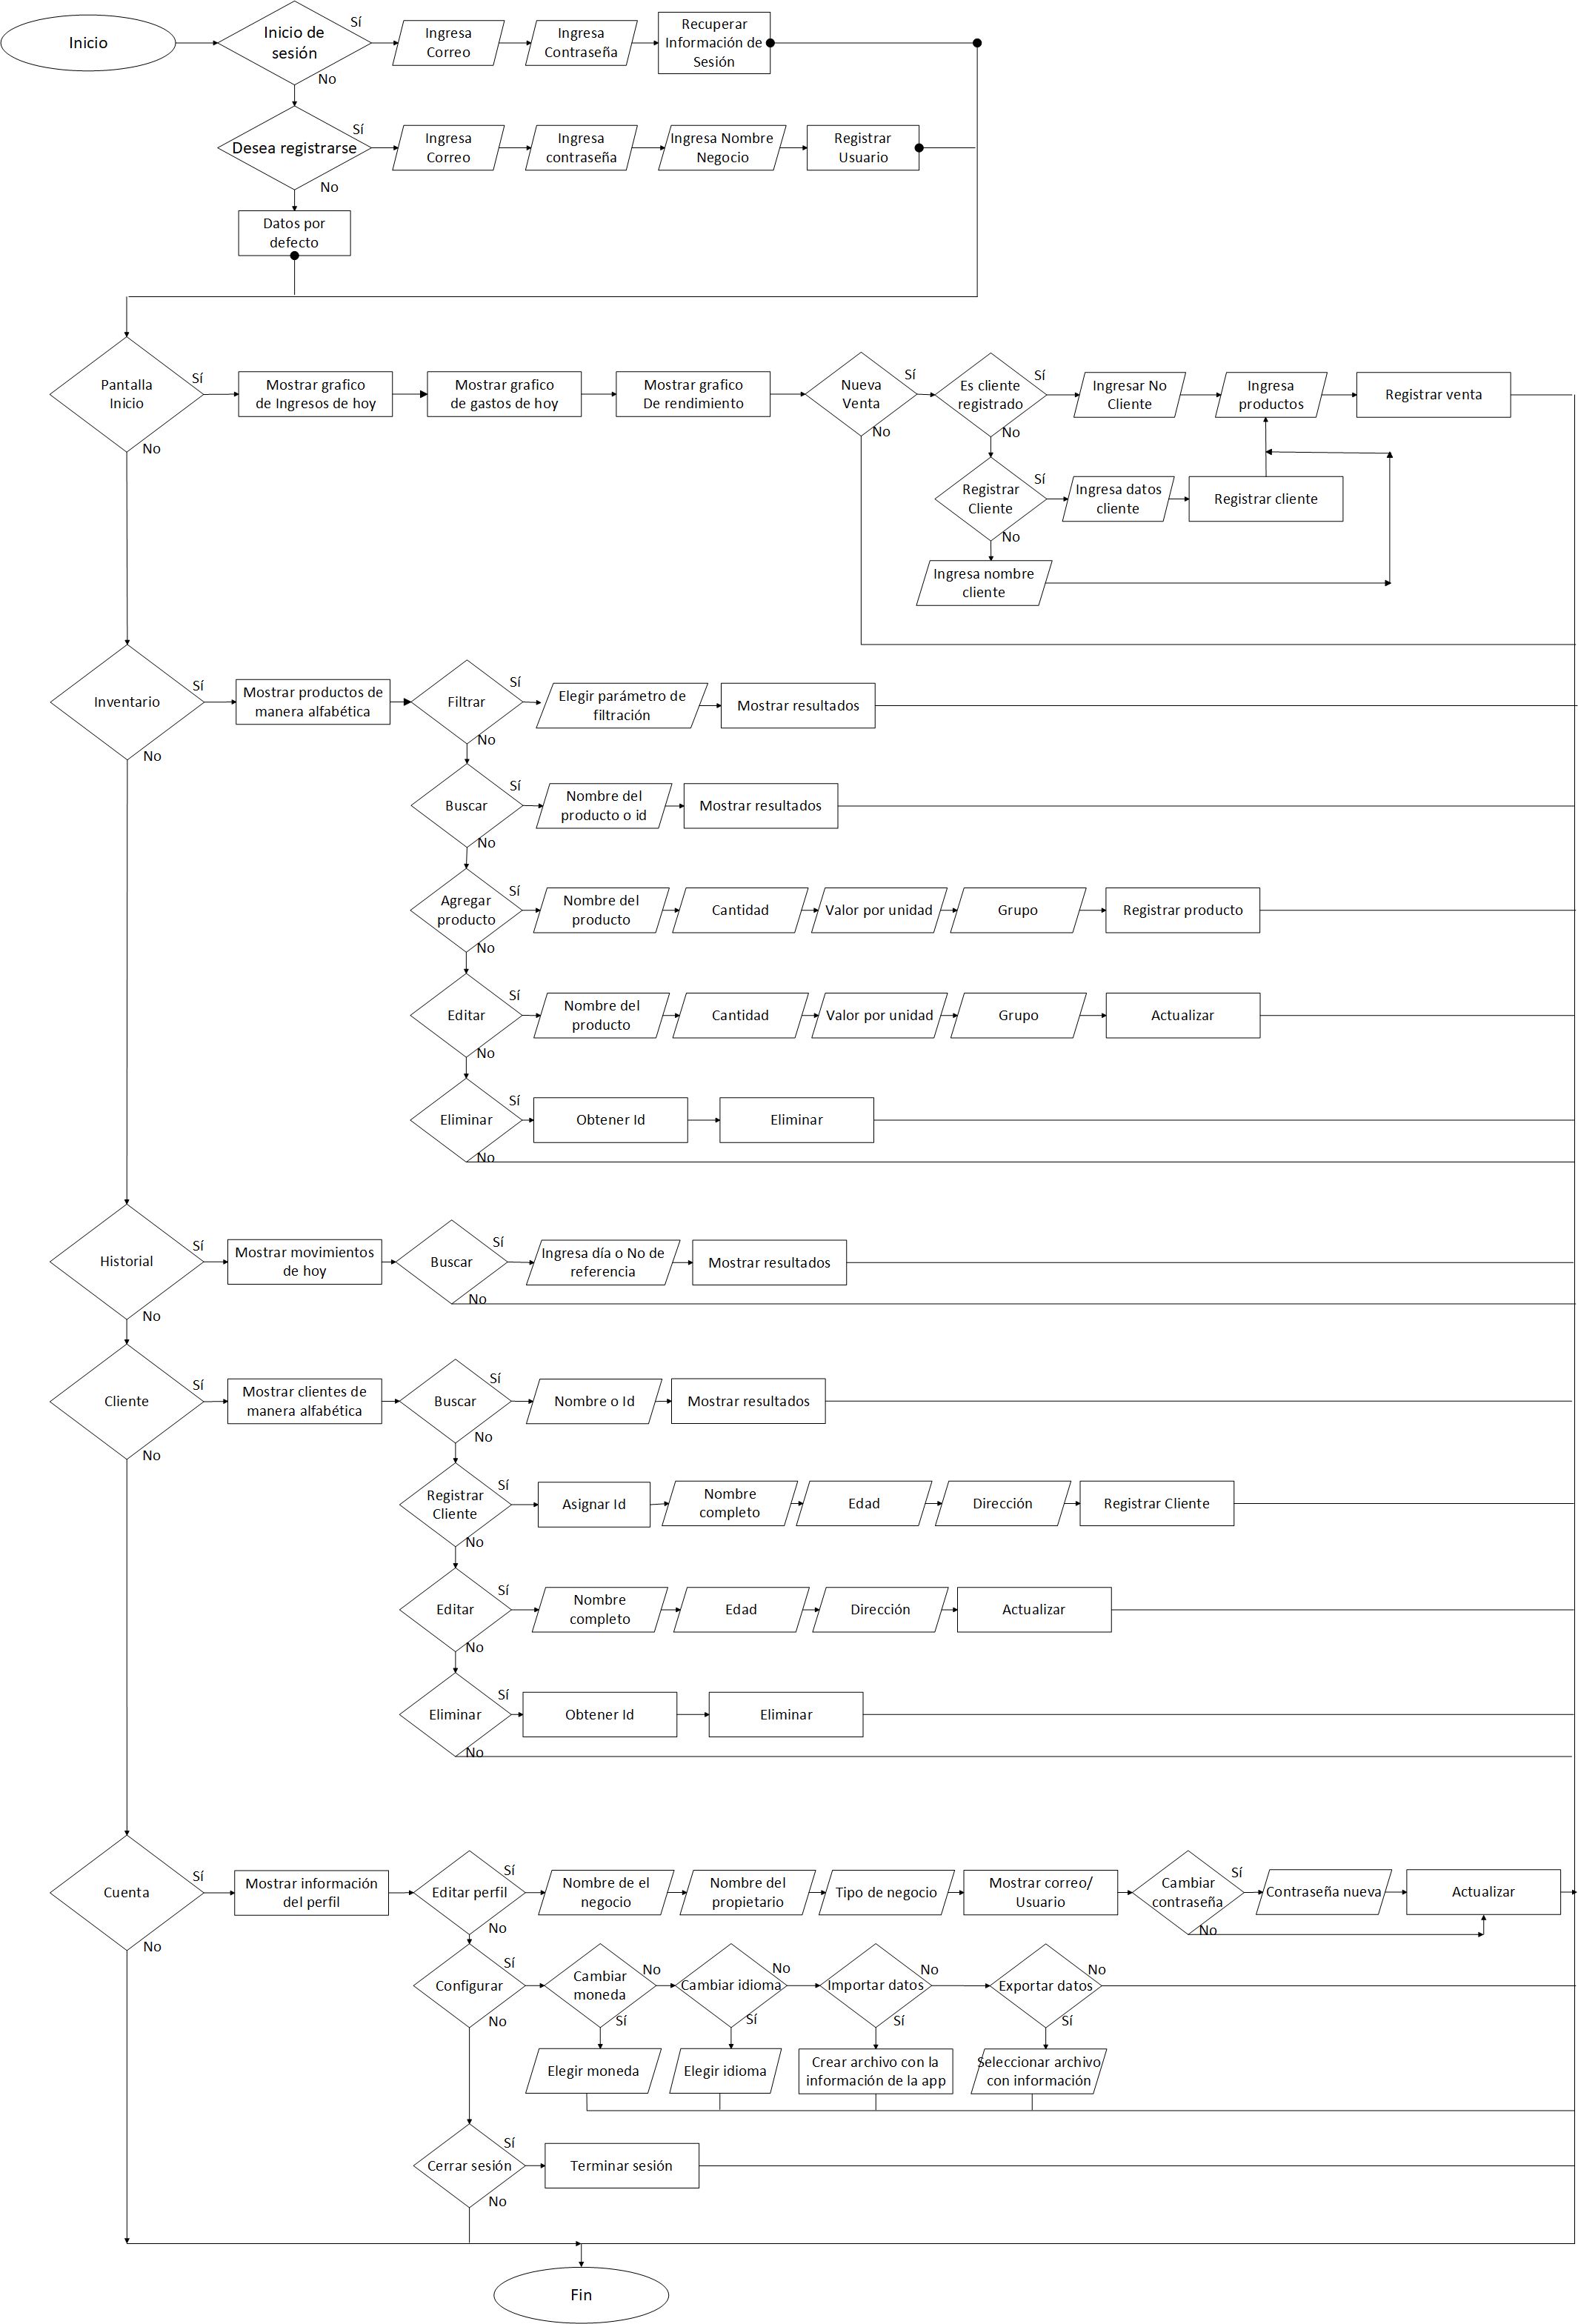 Inicio
Inicio de
sesión
Sí
No
Ingresa
Correo
Ingresa
Contraseña
Recuperar
Información de
Sesión
Desea registrarse
Sí
No
Ingresa
Correo
Ingresa
contraseña
Ingresa Nombre
Negocio
Registrar
Usuario
Datos por
defecto
Pantalla
Inicio
Sí
No
Mostrar grafico
de Ingresos de hoy
Mostrar grafico
de gastos de hoy
Mostrar grafico
De rendimiento
Nueva
Venta
Sí
No
Es cliente
registrado
Sí
No
Ingresar No
Cliente
Ingresa
productos
Registrar venta
Registrar
Cliente
Sí
No
Ingresa datos
cliente
Registrar cliente
Ingresa nombre
cliente
Inventario
Sí
No
Mostrar productos de
manera alfabética
Filtrar
Sí
No
Elegir parámetro de
filtración
Mostrar resultados
Buscar
Sí
No
Nombre del
producto o id
Mostrar resultados
Agregar
producto
Sí
No
Nombre del
producto
Cantidad
Valor por unidad
Grupo
Registrar producto
Editar
Sí
No
Nombre del
producto
Cantidad
Valor por unidad
Grupo
Actualizar
Eliminar
Sí
No
Obtener Id
Eliminar
Historial
Sí
No
Mostrar movimientos
de hoy
Buscar
Sí
No
Ingresa día o No de
referencia
Mostrar resultados
Cliente
Sí
No
Mostrar clientes de
manera alfabética
Buscar
Sí
No
Nombre o Id
Mostrar resultados
Registrar
Cliente
Sí
No
Asignar Id
Nombre
completo
Edad
Dirección
Registrar Cliente
Editar
Sí
No
Nombre
completo
Edad
Dirección
Actualizar
Eliminar
Sí
No
Obtener Id
Eliminar
Cuenta
Sí
No
Mostrar información
del perfil
Editar perfil
Sí
No
Nombre de el
negocio
Nombre del
propietario
Tipo de negocio
Mostrar correo/
Usuario
Cambiar
contraseña
Sí
No
Contraseña nueva
Actualizar
Configurar
Sí
No
Cambiar
moneda
No
Sí
Cambiar idioma
No
Sí
Importar datos
No
Sí
Exportar datos
No
Sí
Elegir moneda
Elegir idioma
Crear archivo con la
información de la app
Seleccionar archivo
con información
Cerrar sesión
Sí
No
Terminar sesión
Fin